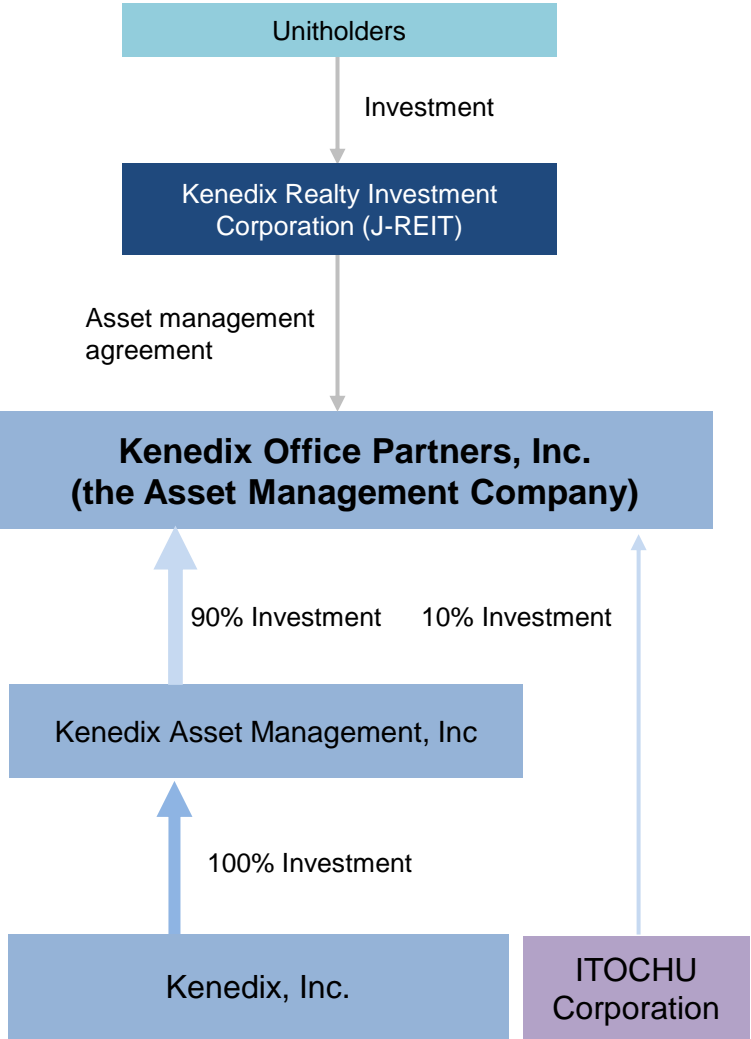 Unitholders
Investment
Kenedix Realty Investment
Corporation (J-REIT)
Asset management
agreement
Kenedix Office Partners, Inc.
(the Asset Management Company)
90% Investment
10% Investment
Kenedix Asset Management, Inc
100% Investment
Kenedix, Inc.
ITOCHU
Corporation